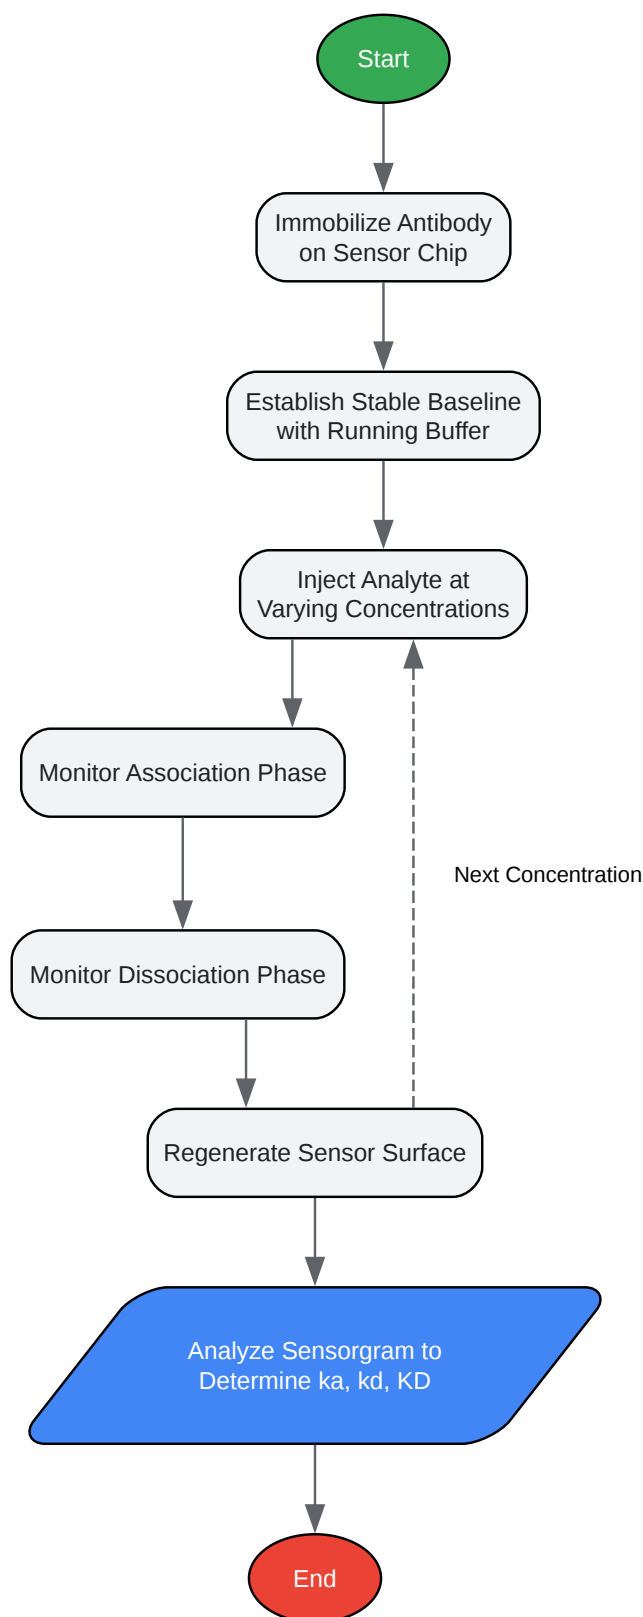 Start
Immobilize Antibody
on Sensor Chip
Establish Stable Baseline
with Running Buffer
Inject Analyte at
Varying Concentrations
Monitor Association Phase
Next Concentration
Monitor Dissociation Phase
Regenerate Sensor Surface
Analyze Sensorgram to
Determine ka, kd, KD
End